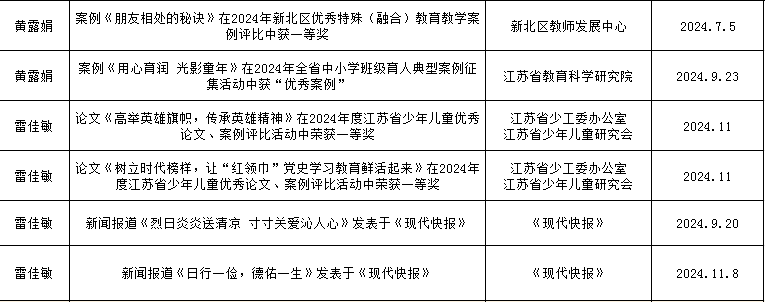 黄露娟
案例《朋友相处的秘诀》在2024年新北区优秀特殊（融合）教育教学案
例评比中获一等奖
新北区教师发展中心
2024.7.5
黄露娟
案例《用心育润 光影童年》在2024年全省中小学班级育人典型案例征
集活动中获“优秀案例”
江苏省教育科学研究院
2024.9.23
雷佳敏
论文《高举英雄旗帜，传承英雄精神》在2024年度江苏省少年儿童优秀
论文、案例评比活动中荣获一等奖
江苏省少工委办公室
江苏省少年儿童研究会
2024.11
雷佳敏
论文《树立时代榜样，让“红领巾”党史学习教育鲜活起来》在2024年
度江苏省少年儿童优秀论文、案例评比活动中荣获一等奖
江苏省少工委办公室
江苏省少年儿童研究会
2024.11
雷佳敏
新闻报道《烈日炎炎送清凉 寸寸关爱沁人心》发表于《现代快报》
《现代快报》
2024.9.20
雷佳敏
新闻报道《日行一俭，德佑一生》发表于《现代快报》
《现代快报》
2024.11.8